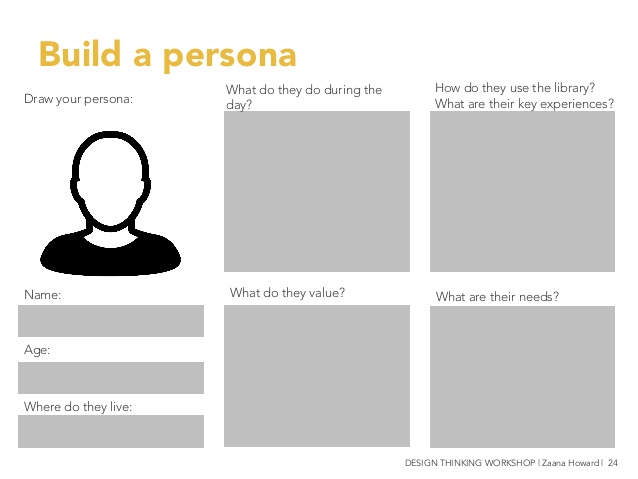 Build a persona
Draw your persona:
Name:
Age:
Where do they live:
What do they do during the
day?
What do they value?
How do they use the library?
What are their key experiences?
What are their needs?
DESIGN THINKING WORKSHOP | Zaana Howard | 24